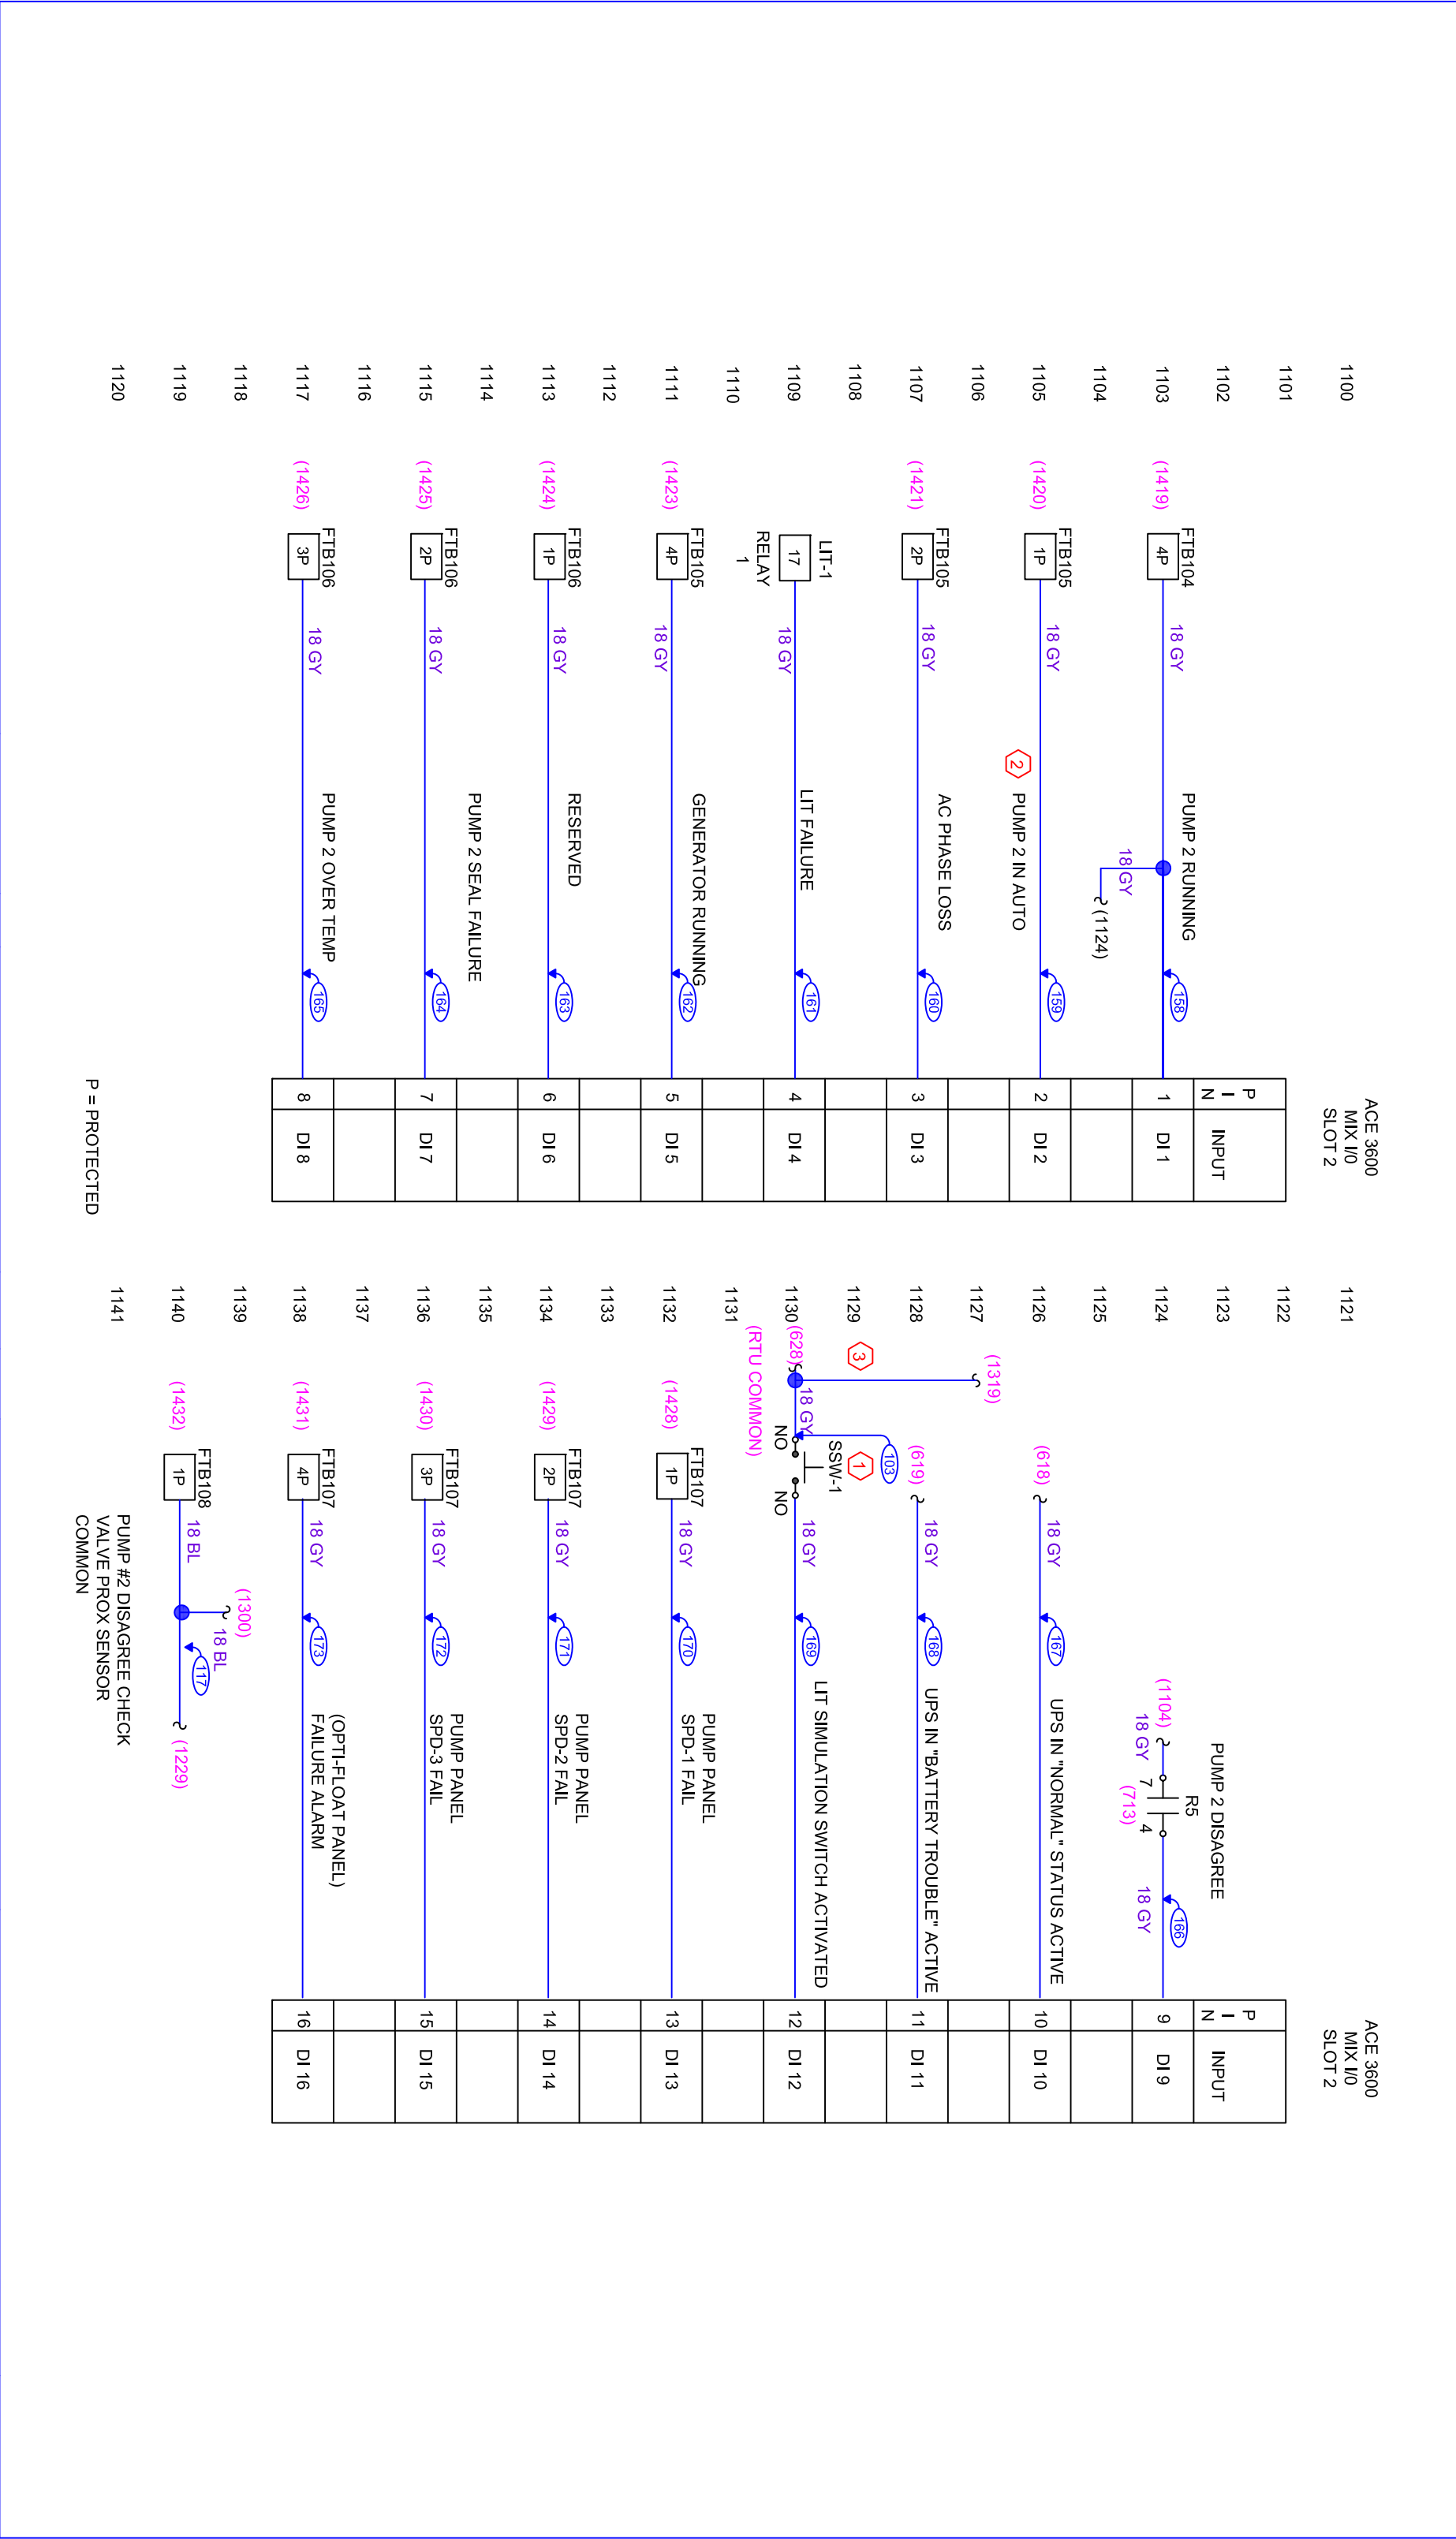 ACE 3600
MIX I/0
SLOT 2
1100
1101
1102
P
I
N
INPUT
1103
(1419)
FTB104
4P
18 GY
PUMP 2 RUNNING
158
1
DI 1
1104
18 GY
(1124)
1105
(1420)
FTB105
1P
18 GY
2
PUMP 2 IN AUTO
159
2
DI 2
1106
1107
(1421)
FTB105
2P
18 GY
AC PHASE LOSS
160
3
DI 3
1108
1109
LIT-1
17
RELAY
1
18 GY
LIT FAILURE
161
4
DI 4
1110
1111
(1423)
FTB105
4P
18 GY
GENERATOR RUNNING
162
5
DI 5
1112
1113
(1424)
FTB106
1P
18 GY
RESERVED
163
6
DI 6
1114
1115
(1425)
FTB106
2P
18 GY
PUMP 2 SEAL FAILURE
164
7
DI 7
1116
1117
(1426)
FTB106
3P
18 GY
PUMP 2 OVER TEMP
165
8
DI 8
1118
1119
1120
P = PROTECTED
ACE 3600
MIX I/0
SLOT 2
1121
1122
1123
P
I
N
INPUT
PUMP 2 DISAGREE
1124
(1104)
18 GY
R5
7
4
(713)
18 GY
166
9
DI 9
1125
1126
(618)
18 GY
167
UPS IN "NORMAL" STATUS ACTIVE
10
DI 10
1127
(1319)
1128
(619)
18 GY
168
UPS IN "BATTERY TROUBLE" ACTIVE
11
DI 11
1129
3
103
1
1130
(628)
(RTU COMMON)
18 GY
SSW-1
NO
NO
18 GY
169
LIT SIMULATION SWITCH ACTIVATED
12
DI 12
1131
1132
(1428)
FTB107
1P
18 GY
170
PUMP PANEL
SPD-1 FAIL
13
DI 13
1133
1134
(1429)
FTB107
2P
18 GY
171
PUMP PANEL
SPD-2 FAIL
14
DI 14
1135
1136
(1430)
FTB107
3P
18 GY
172
PUMP PANEL
SPD-3 FAIL
15
DI 15
1137
1138
(1431)
FTB107
4P
18 GY
173
(OPTI-FLOAT PANEL)
FAILURE ALARM
16
DI 16
1139
(1300)
18 BL
1140
(1432)
FTB108
1P
18 BL
117
(1229)
1141
PUMP #2 DISAGREE CHECK
VALVE PROX SENSOR
COMMON